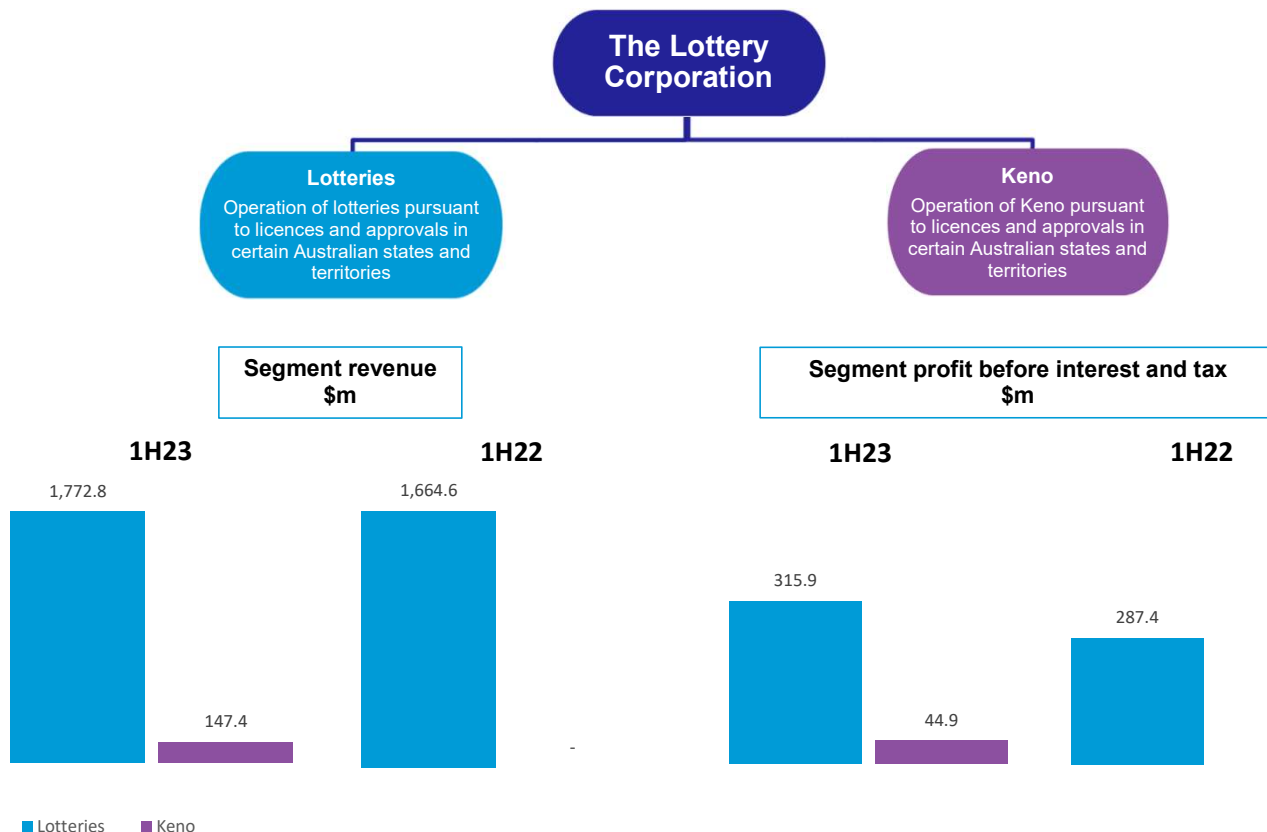 The Lottery
Corporation
Lotteries
Operation of lotteries pursuant
to licences and approvals in
certain Australian states and
territories
Keno
Operation of Keno pursuant
to licences and approvals in
certain Australian states and
territories
Segment revenue
$m
Segment profit before interest and tax
$m
1H23
1H22
1H23
1H22
1,772.8
147.4
1,664.6
-
315.9
44.9
287.4
Lotteries
Keno